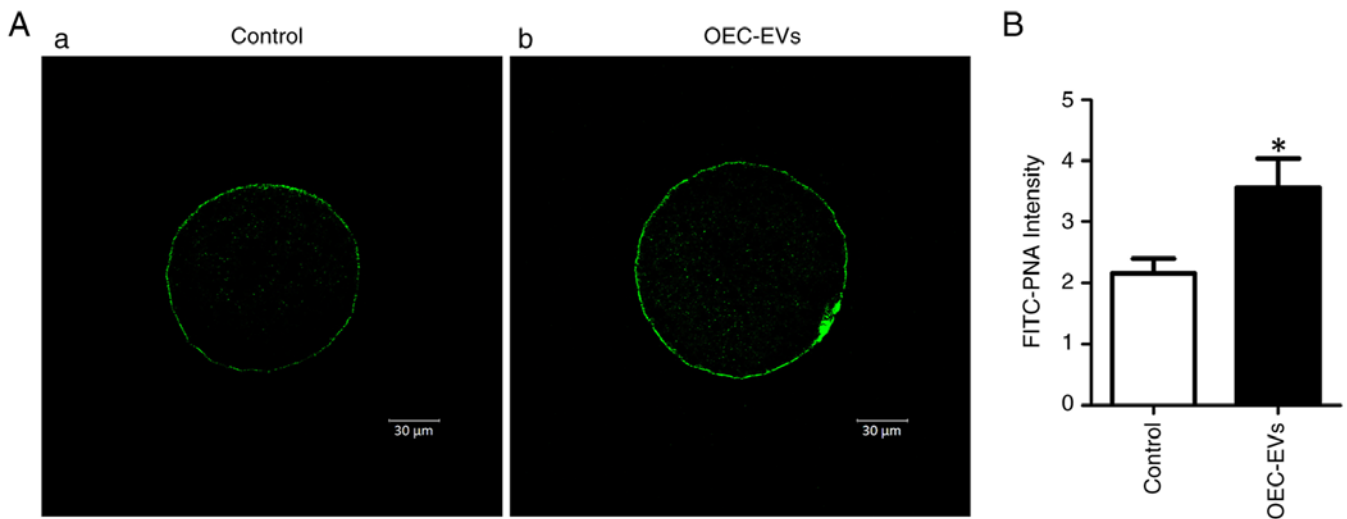 A
a
Control
b
OEC-EVs
30 µm
30 µm
B
FITC-PNA Intensity
5
4
3
2
1
0
*
Control
OEC-EVs